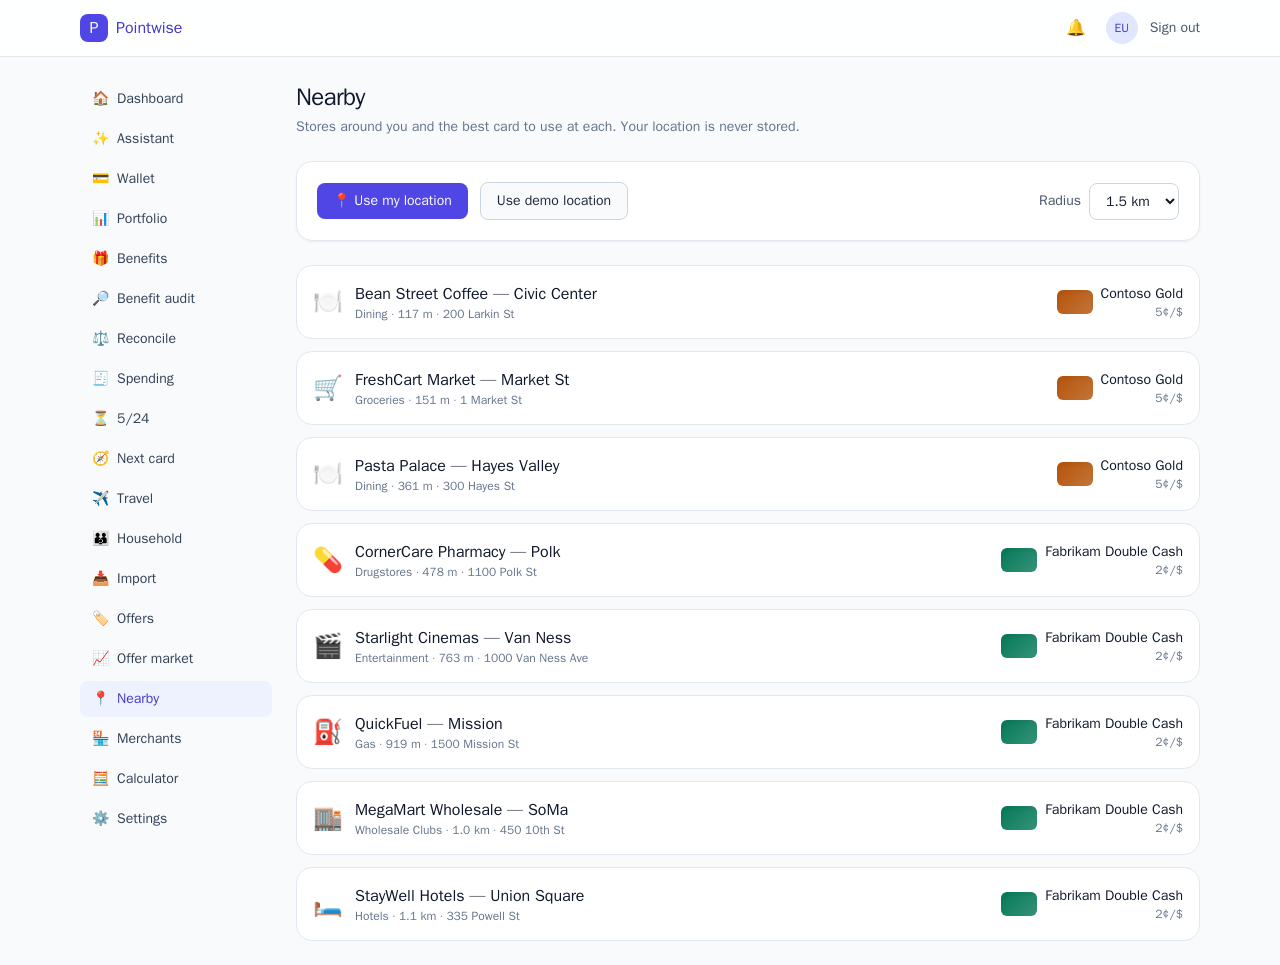 P Pointwise
EU Sign out
Dashboard
Assistant
Wallet
Portfolio
Benefits
Benefit audit
Reconcile
Spending
5/24
Next card
Travel
Household
Import
Offers
Offer market
Nearby
Merchants
Calculator
Settings
Nearby
Stores around you and the best card to use at each. Your location is never stored.
Use my location
Use demo location
Radius 1.5 km
Bean Street Coffee — Civic Center
Dining · 117 m · 200 Larkin St
Contoso Gold
5¢/$
FreshCart Market — Market St
Groceries · 151 m · 1 Market St
Contoso Gold
5¢/$
Pasta Palace — Hayes Valley
Dining · 361 m · 300 Hayes St
Contoso Gold
5¢/$
CornerCare Pharmacy — Polk
Drugstores · 478 m · 1100 Polk St
Fabrikam Double Cash
2¢/$
Starlight Cinemas — Van Ness
Entertainment · 763 m · 1000 Van Ness Ave
Fabrikam Double Cash
2¢/$
QuickFuel — Mission
Gas · 919 m · 1500 Mission St
Fabrikam Double Cash
2¢/$
MegaMart Wholesale — SoMa
Wholesale Clubs · 1.0 km · 450 10th St
Fabrikam Double Cash
2¢/$
StayWell Hotels — Union Square
Hotels · 1.1 km · 335 Powell St
Fabrikam Double Cash
2¢/$